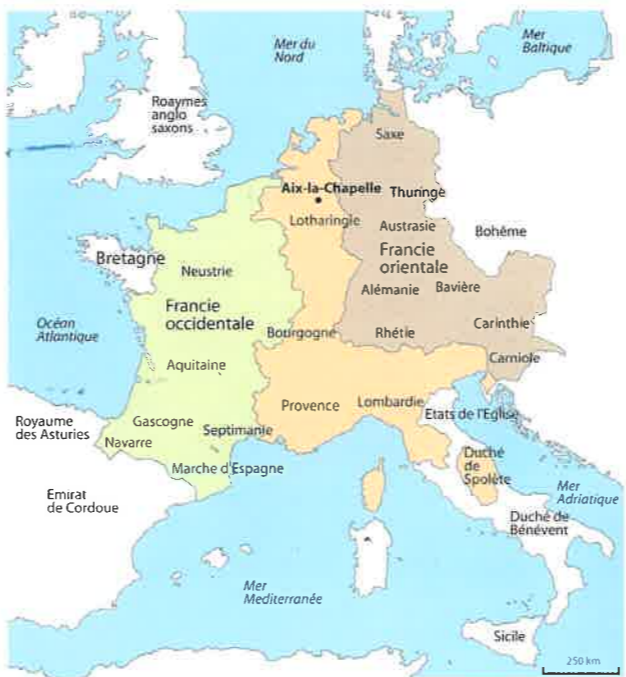 Mer du
Nord
Mer
Baltique
Roaymes
anglo
saxons
Saxe
Aix-la-Chapelle
Thuringe
Lotharingie
Austrasie
Bohême
Bretagne
Neustrie
Francie
orientale
Alémanie
Bavière
Francie
occidentale
Océan
Atlantique
Bourgogne
Rhétie
Carinthie
Carniole
Aquitaine
Provence
Lombardie
Etats de l'Eglise
Royaume
des Asturies
Gascogne
Navarre
Septimanie
Marche d'Espagne
Duché
de
Spolète
Emirat
de Cordoue
Mer
Adriatique
Duché de
Bénévent
Mer
Mediterranée
Sicile
250 km